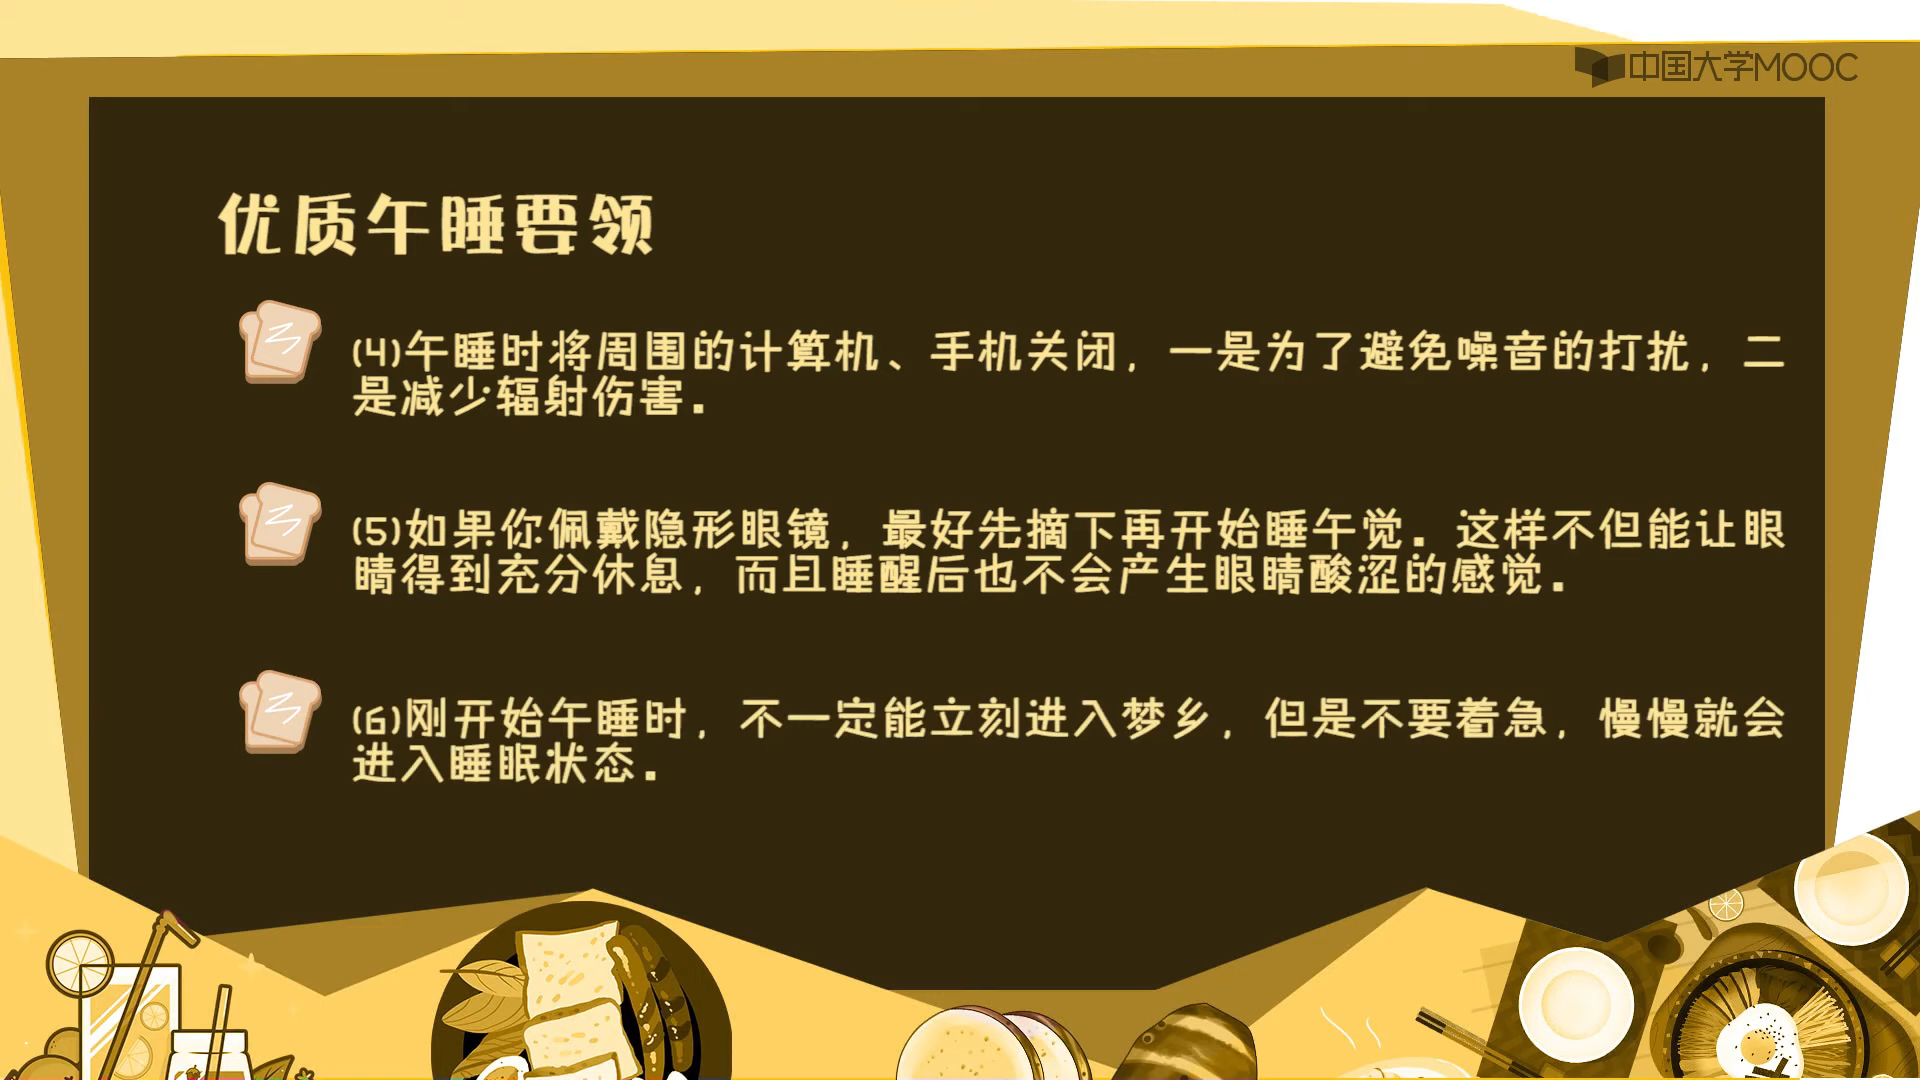 中国大学MOOC
优质午睡要领
(4)午睡时将周围的计算机、手机关闭，一是为了避免噪音的打扰，二
是减少辐射伤害。
(5)如果你佩戴隐形眼镜，最好先摘下再开始睡午觉。这样不但能让眼
睛得到充分休息，而且睡醒后也不会产生眼睛酸涩的感觉。
(6)刚开始午睡时，不一定能立刻进入梦乡，但是不要着急，慢慢就会
进入睡眠状态。